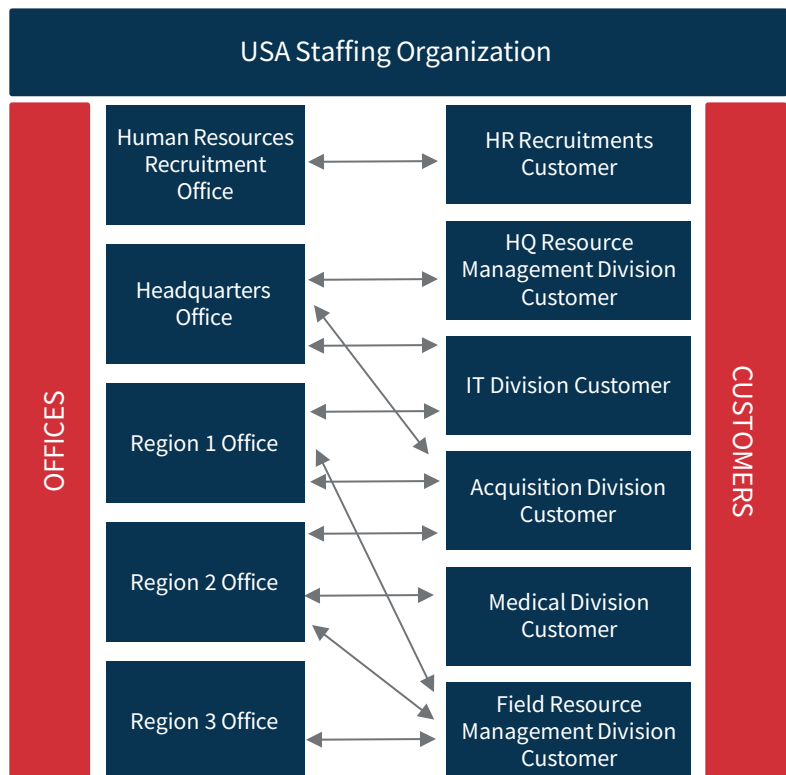 USA Staffing Organization
OFFICES
Human Resources
Recruitment
Office
Headquarters
Office
Region 1 Office
Region 2 Office
Region 3 Office
HR Recruitments
Customer
HQ Resource
Management Division
Customer
IT Division Customer
Acquisition Division
Customer
Medical Division
Customer
Field Resource
Management Division
Customer
CUSTOMERS